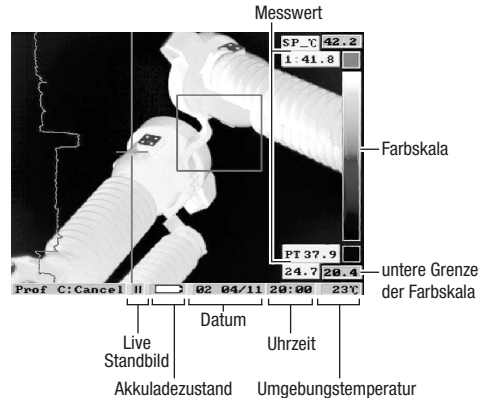 Messwert
SP_℃ 42.2
1:41.8
Farbskala
PT 37.9
24.7 20.4
untere Grenze
der Farbskala
Prof C:Cancel II 02 04/11 20:00 23℃
Live
Standbild
Datum
Uhrzeit
Akkuladezustand
Umgebungstemperatur